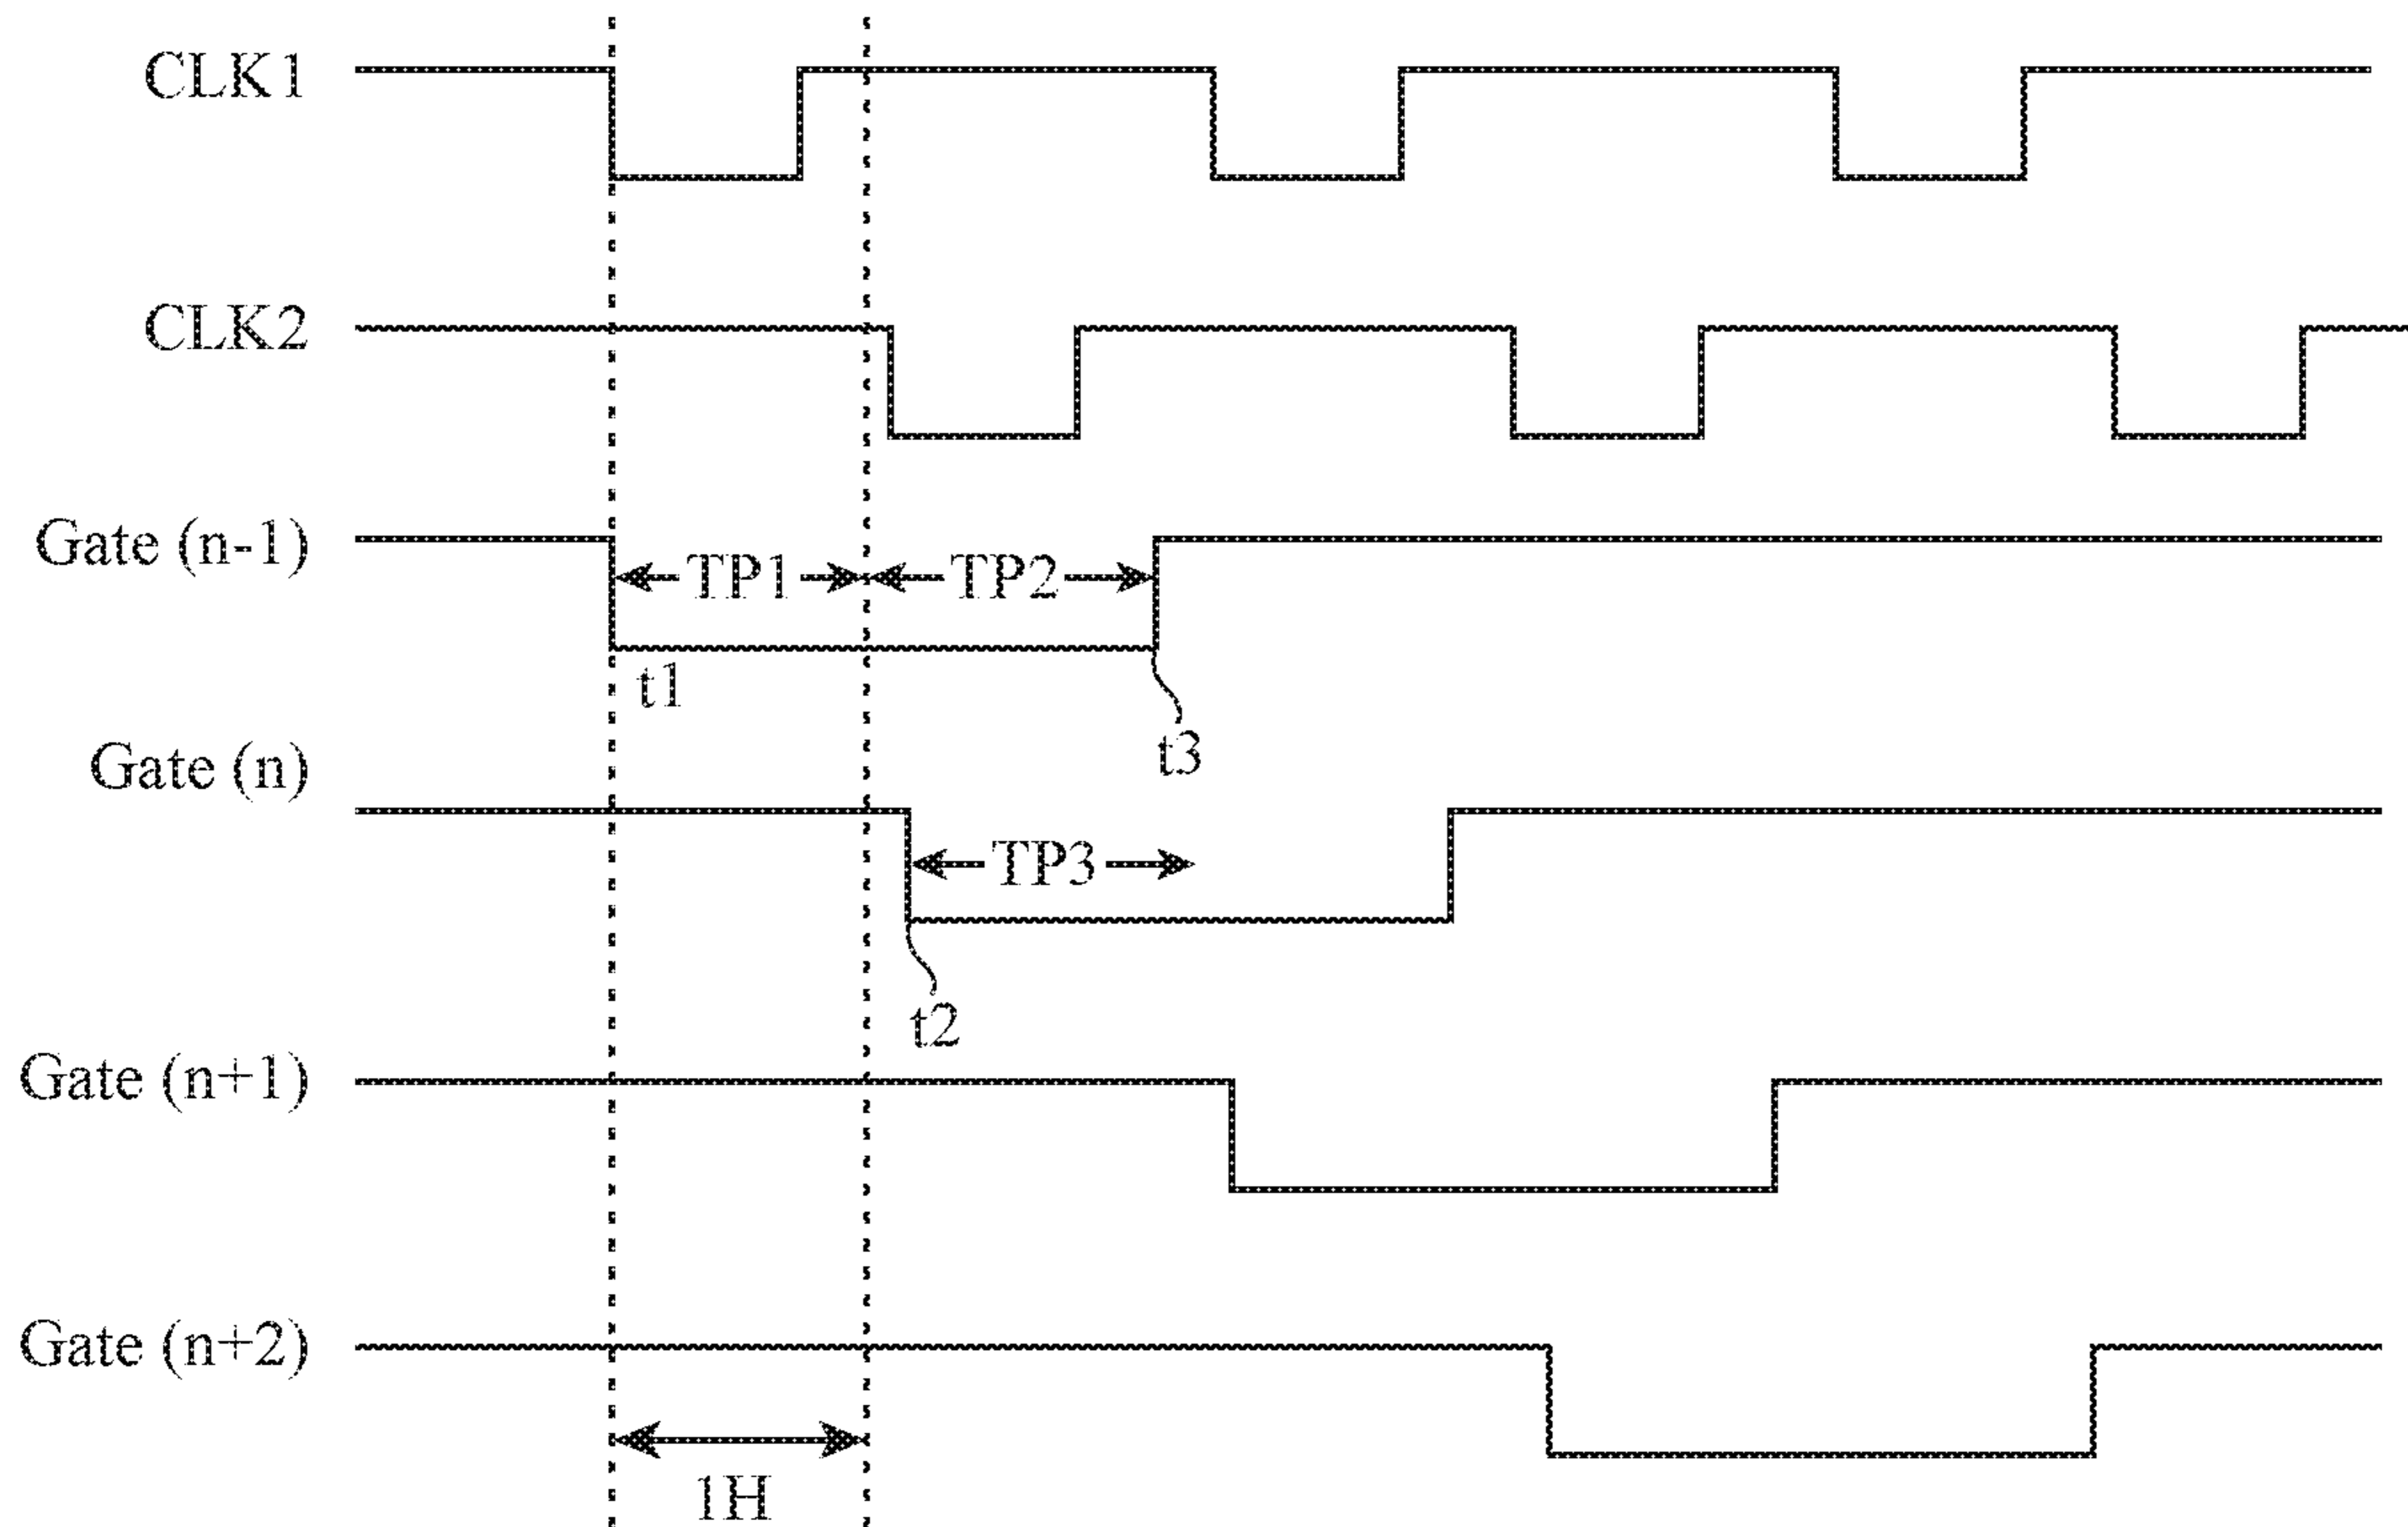 CLK1
CLK2
Gate (n-1)
TP1
TP2
t1
t3
Gate (n)
TP3
t2
Gate (n+1)
Gate (n+2)
1H